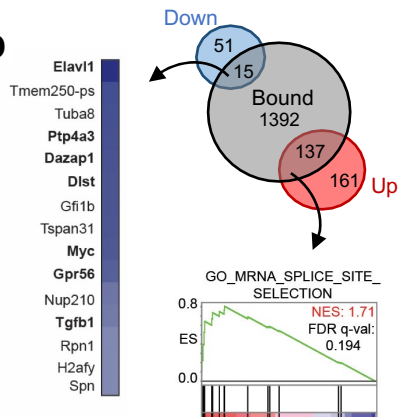 Down
51
15
Bound
1392
137
161
Up
Elavl1
Tmem250-ps
Tuba8
Ptp4a3
Dazap1
Dlst
Gfi1b
Tspan31
Myc
Gpr56
Nup210
Tgfb1
Rpn1
H2afy
Spn
GO_MRNA_SPLICE_SITE_
SELECTION
0.8
ES
0.0
NES: 1.71
FDR q-val:
0.194